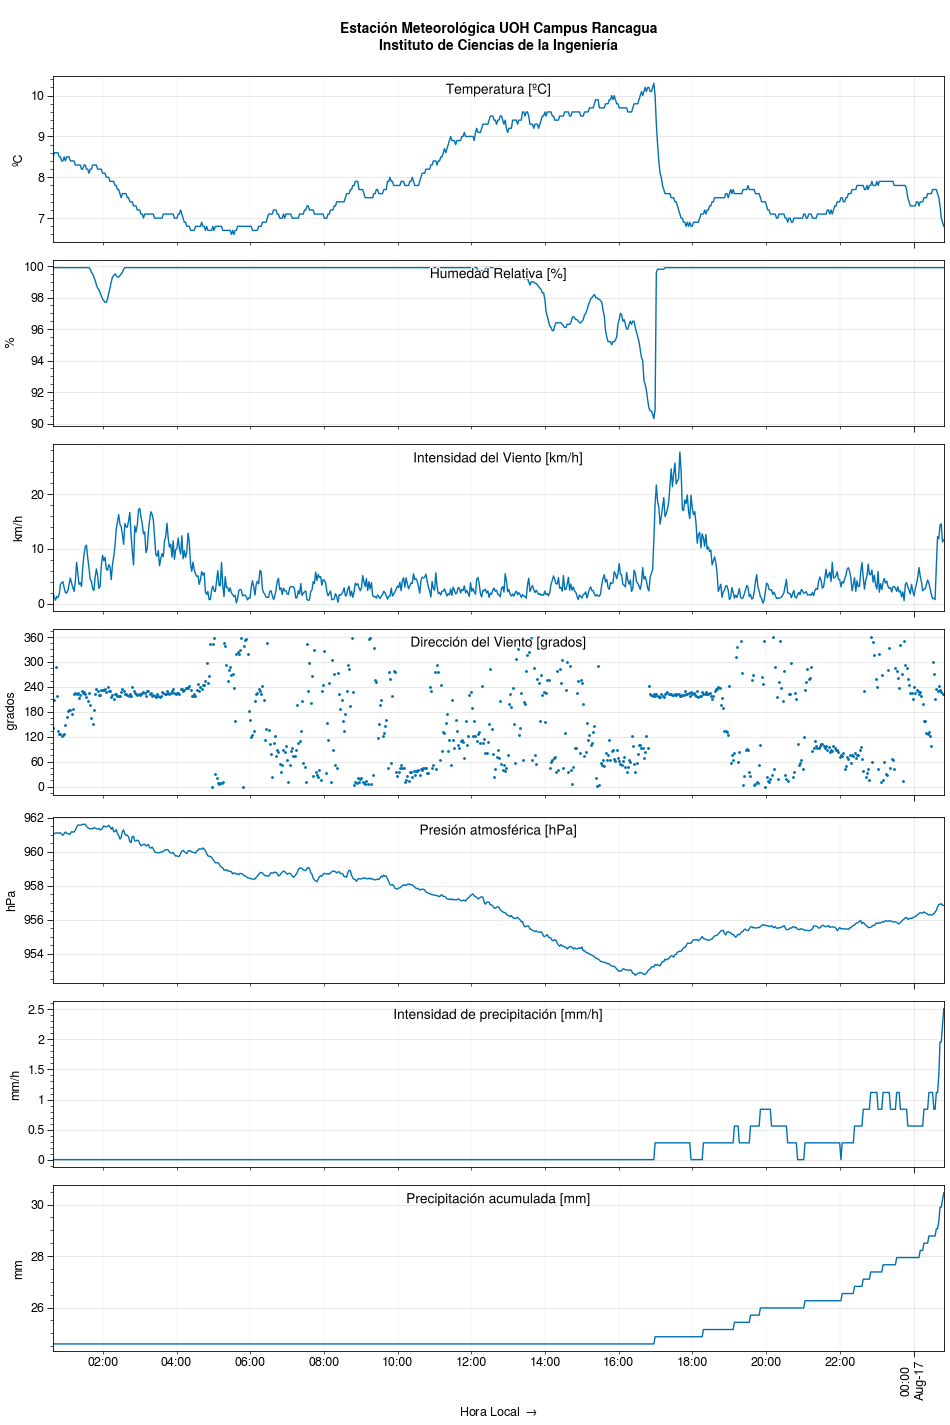 Estación Meteorológica UOH Campus Rancagua
Instituto de Ciencias de la Ingeniería
Temperatura [ºC]
ºC
10
9
8
7
Humedad Relativa [%]
%
100
98
96
94
92
90
Intensidad del Viento [km/h]
km/h
20
10
0
Dirección del Viento [grados]
grados
360
300
240
180
120
60
0
Presión atmosférica [hPa]
hPa
962
960
958
956
954
Intensidad de precipitación [mm/h]
mm/h
2.5
2
1.5
1
0.5
0
Precipitación acumulada [mm]
mm
30
28
26
02:00 04:00 06:00 08:00 10:00 12:00 14:00 16:00 18:00 20:00 22:00 00:00
Aug-17
Hora Local →